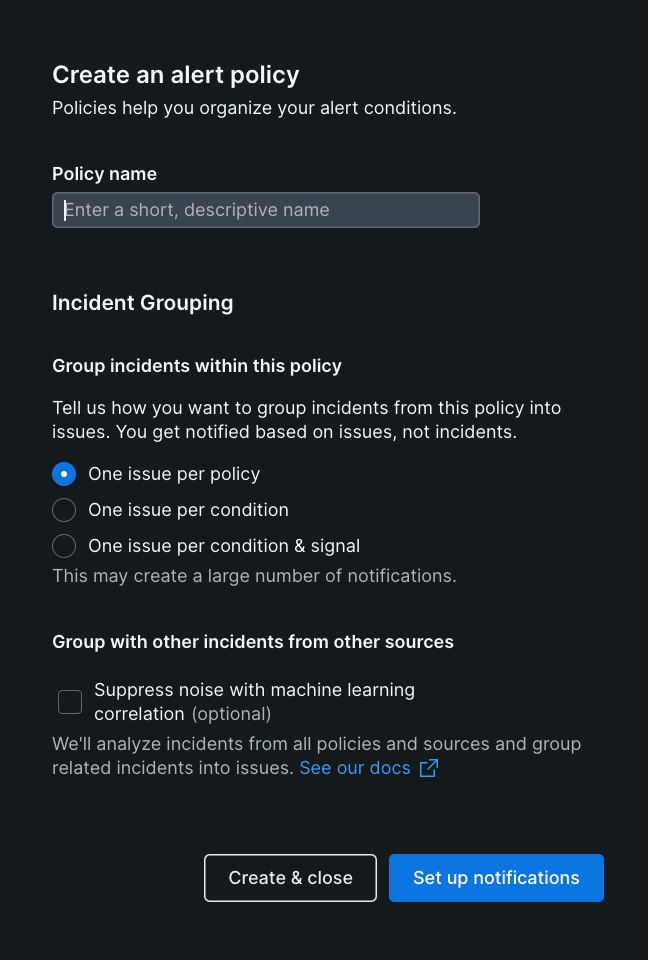 Create an alert policy
Policies help you organize your alert conditions.
Policy name
Enter a short, descriptive name
Incident Grouping
Group incidents within this policy
Tell us how you want to group incidents from this policy into
issues. You get notified based on issues, not incidents.
One issue per policy
One issue per condition
One issue per condition & signal
This may create a large number of notifications.
Group with other incidents from other sources
Suppress noise with machine learning
correlation (optional)
We'll analyze incidents from all policies and sources and group
related incidents into issues. See our docs
Create & close
Set up notifications